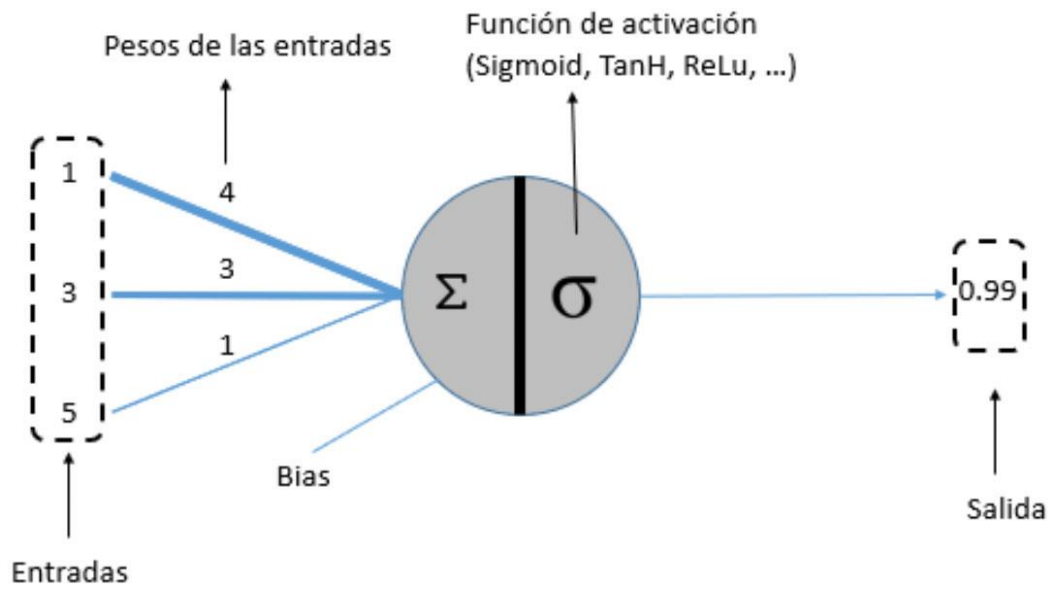 Función de activación
(Sigmoid, TanH, ReLu, ...)
Pesos de las entradas
1
4
3
3
1
5
Σ
σ
0.99
Bias
Salida
Entradas